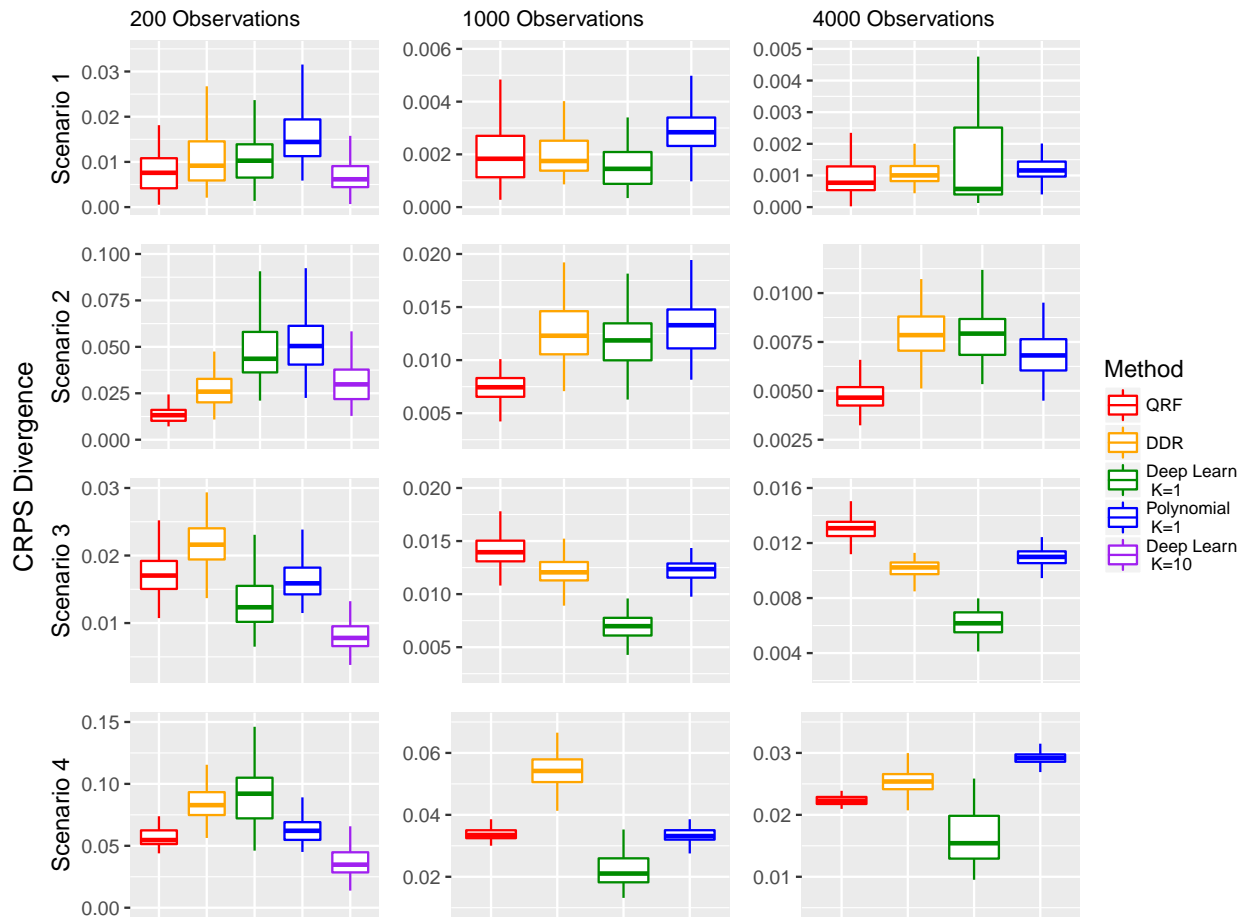 200 Observations
1000 Observations
4000 Observations
CRPS Divergence
Scenario 1
0.03
0.02
0.01
0.00
0.006
0.004
0.002
0.000
0.005
0.004
0.003
0.002
0.001
0.000
Scenario 2
0.100
0.075
0.050
0.025
0.000
0.020
0.015
0.010
0.005
0.0100
0.0075
0.0050
0.0025
Scenario 3
0.03
0.02
0.01
0.020
0.015
0.010
0.005
0.016
0.012
0.008
0.004
Scenario 4
0.15
0.10
0.05
0.00
0.06
0.04
0.02
0.03
0.02
0.01
Method
QRF
DDR
Deep Learn
K=1
Polynomial
K=1
Deep Learn
K=10